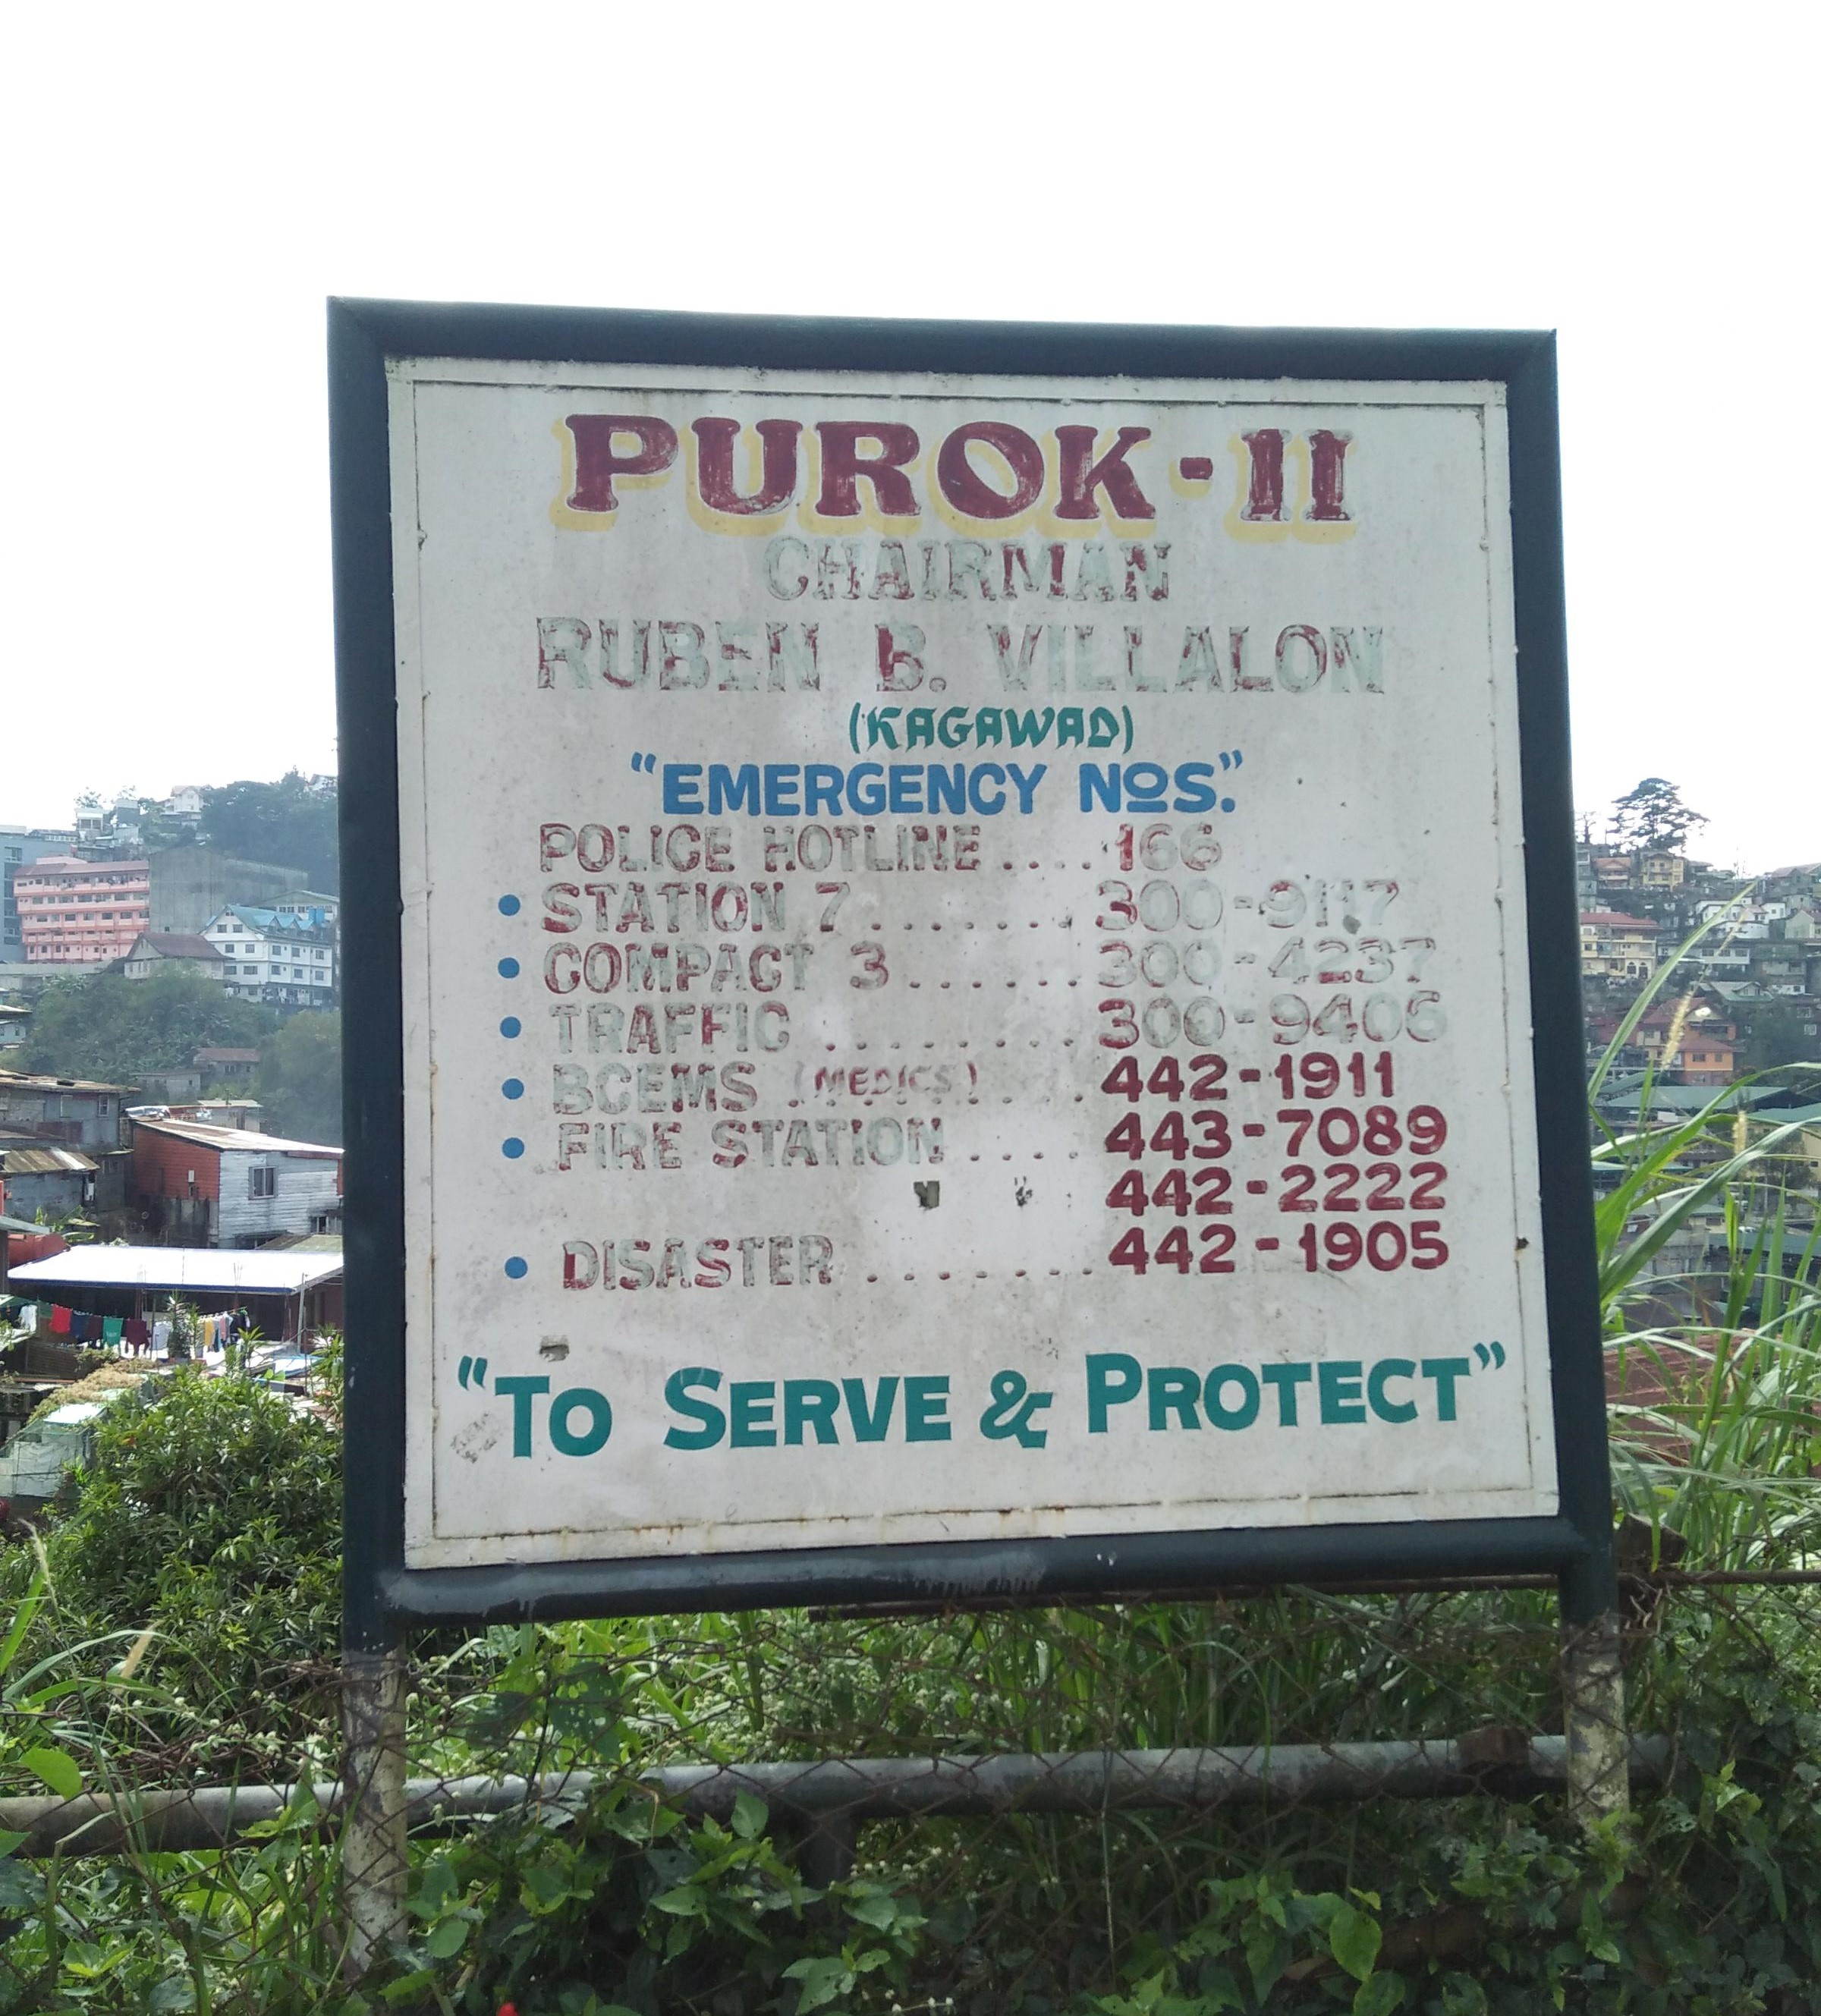 PUROK-II
CHAIRMAN
RUBEN B. VILLALON
(KAGAWAD)
"EMERGENCY NOS."
POLICE HOTLINE .... 166
• STATION 7 ....... 300-9117
• COMPACT 3 ...... 300-4237
• TRAFFIC ........ 300-9406
• BCEMS (MEDICS) .... 442-1911
• FIRE STATION .... 443-7089
442-2222
• DISASTER ........ 442-1905
"TO SERVE & PROTECT"